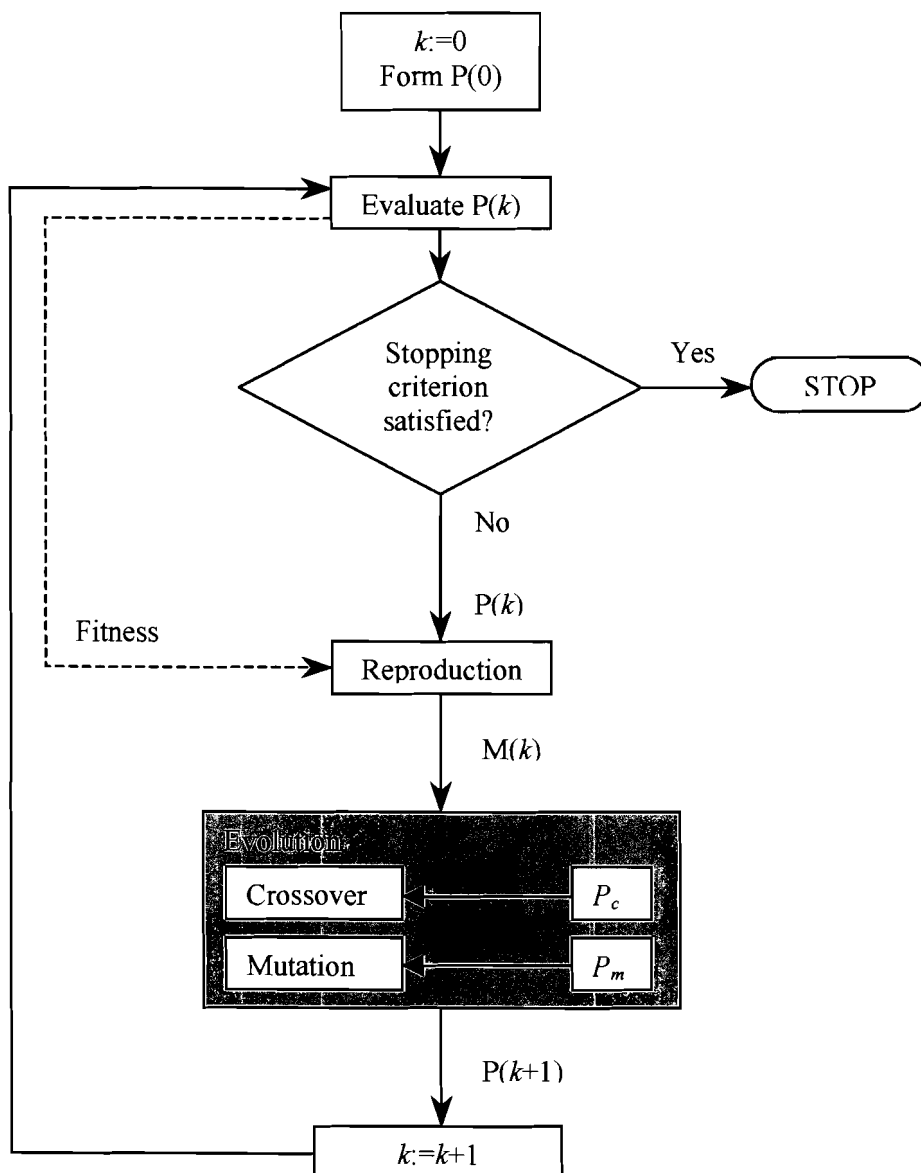 k:=0
Form P(0)
Evaluate P(k)
Stopping
criterion
satisfied?
Yes
STOP
No
P(k)
Fitness
Reproduction
M(k)
Evolution
Crossover
P_c
Mutation
P_m
P(k+1)
k:=k+1